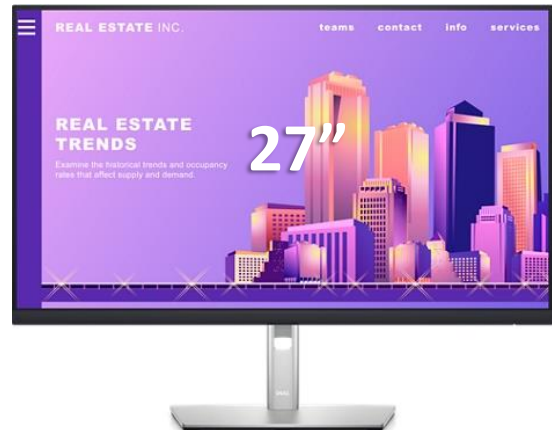 REAL ESTATE INC.
teams contact info services
REAL ESTATE
TRENDS
Examine the historical trends and occupancy
rates that affect supply and demand.
27”
DELL